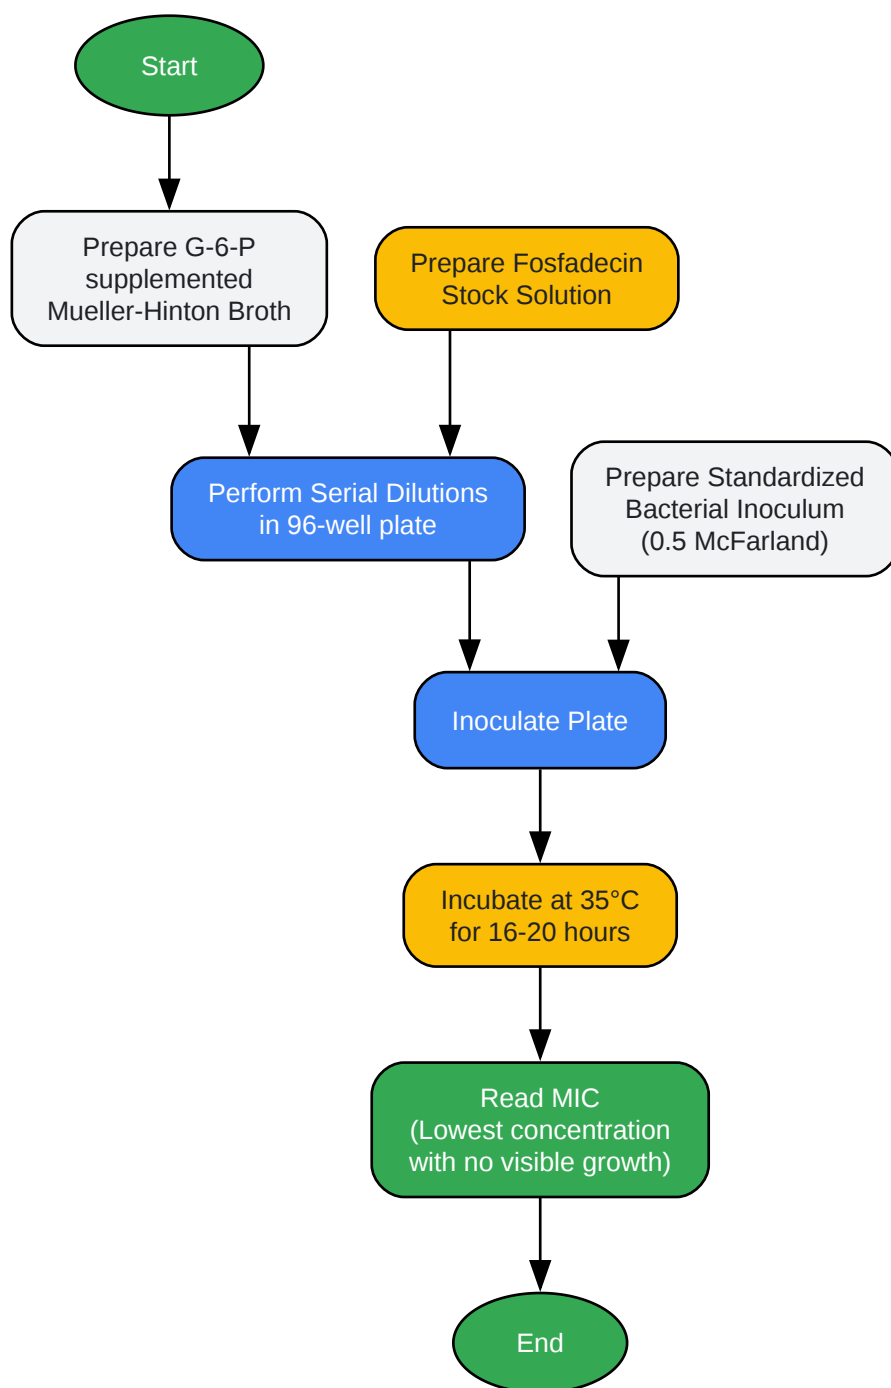 Start
Prepare G-6-P
supplemented
Mueller-Hinton Broth
Prepare Fosfadecin
Stock Solution
Perform Serial Dilutions
in 96-well plate
Prepare Standardized
Bacterial Inoculum
(0.5 McFarland)
Inoculate Plate
Incubate at 35°C
for 16-20 hours
Read MIC
(Lowest concentration
with no visible growth)
End